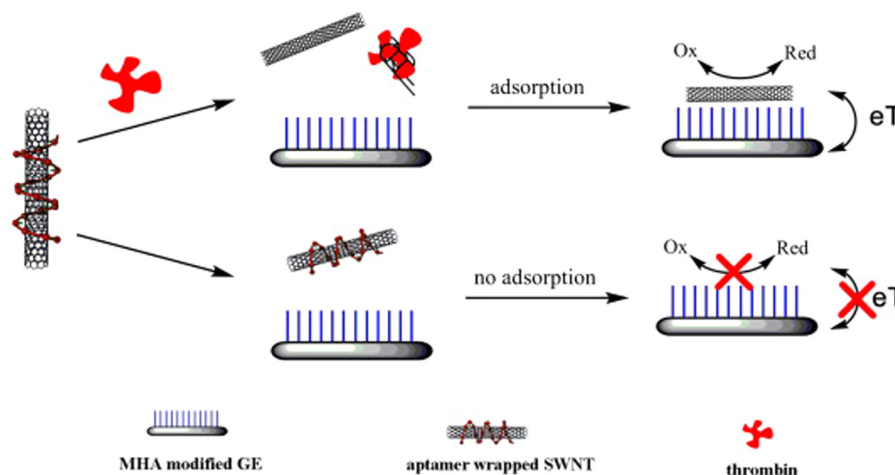 Ox
Red
adsorption
eT
Ox
Red
no adsorption
eT
MHA modified GE
aptamer wrapped SWNT
thrombin